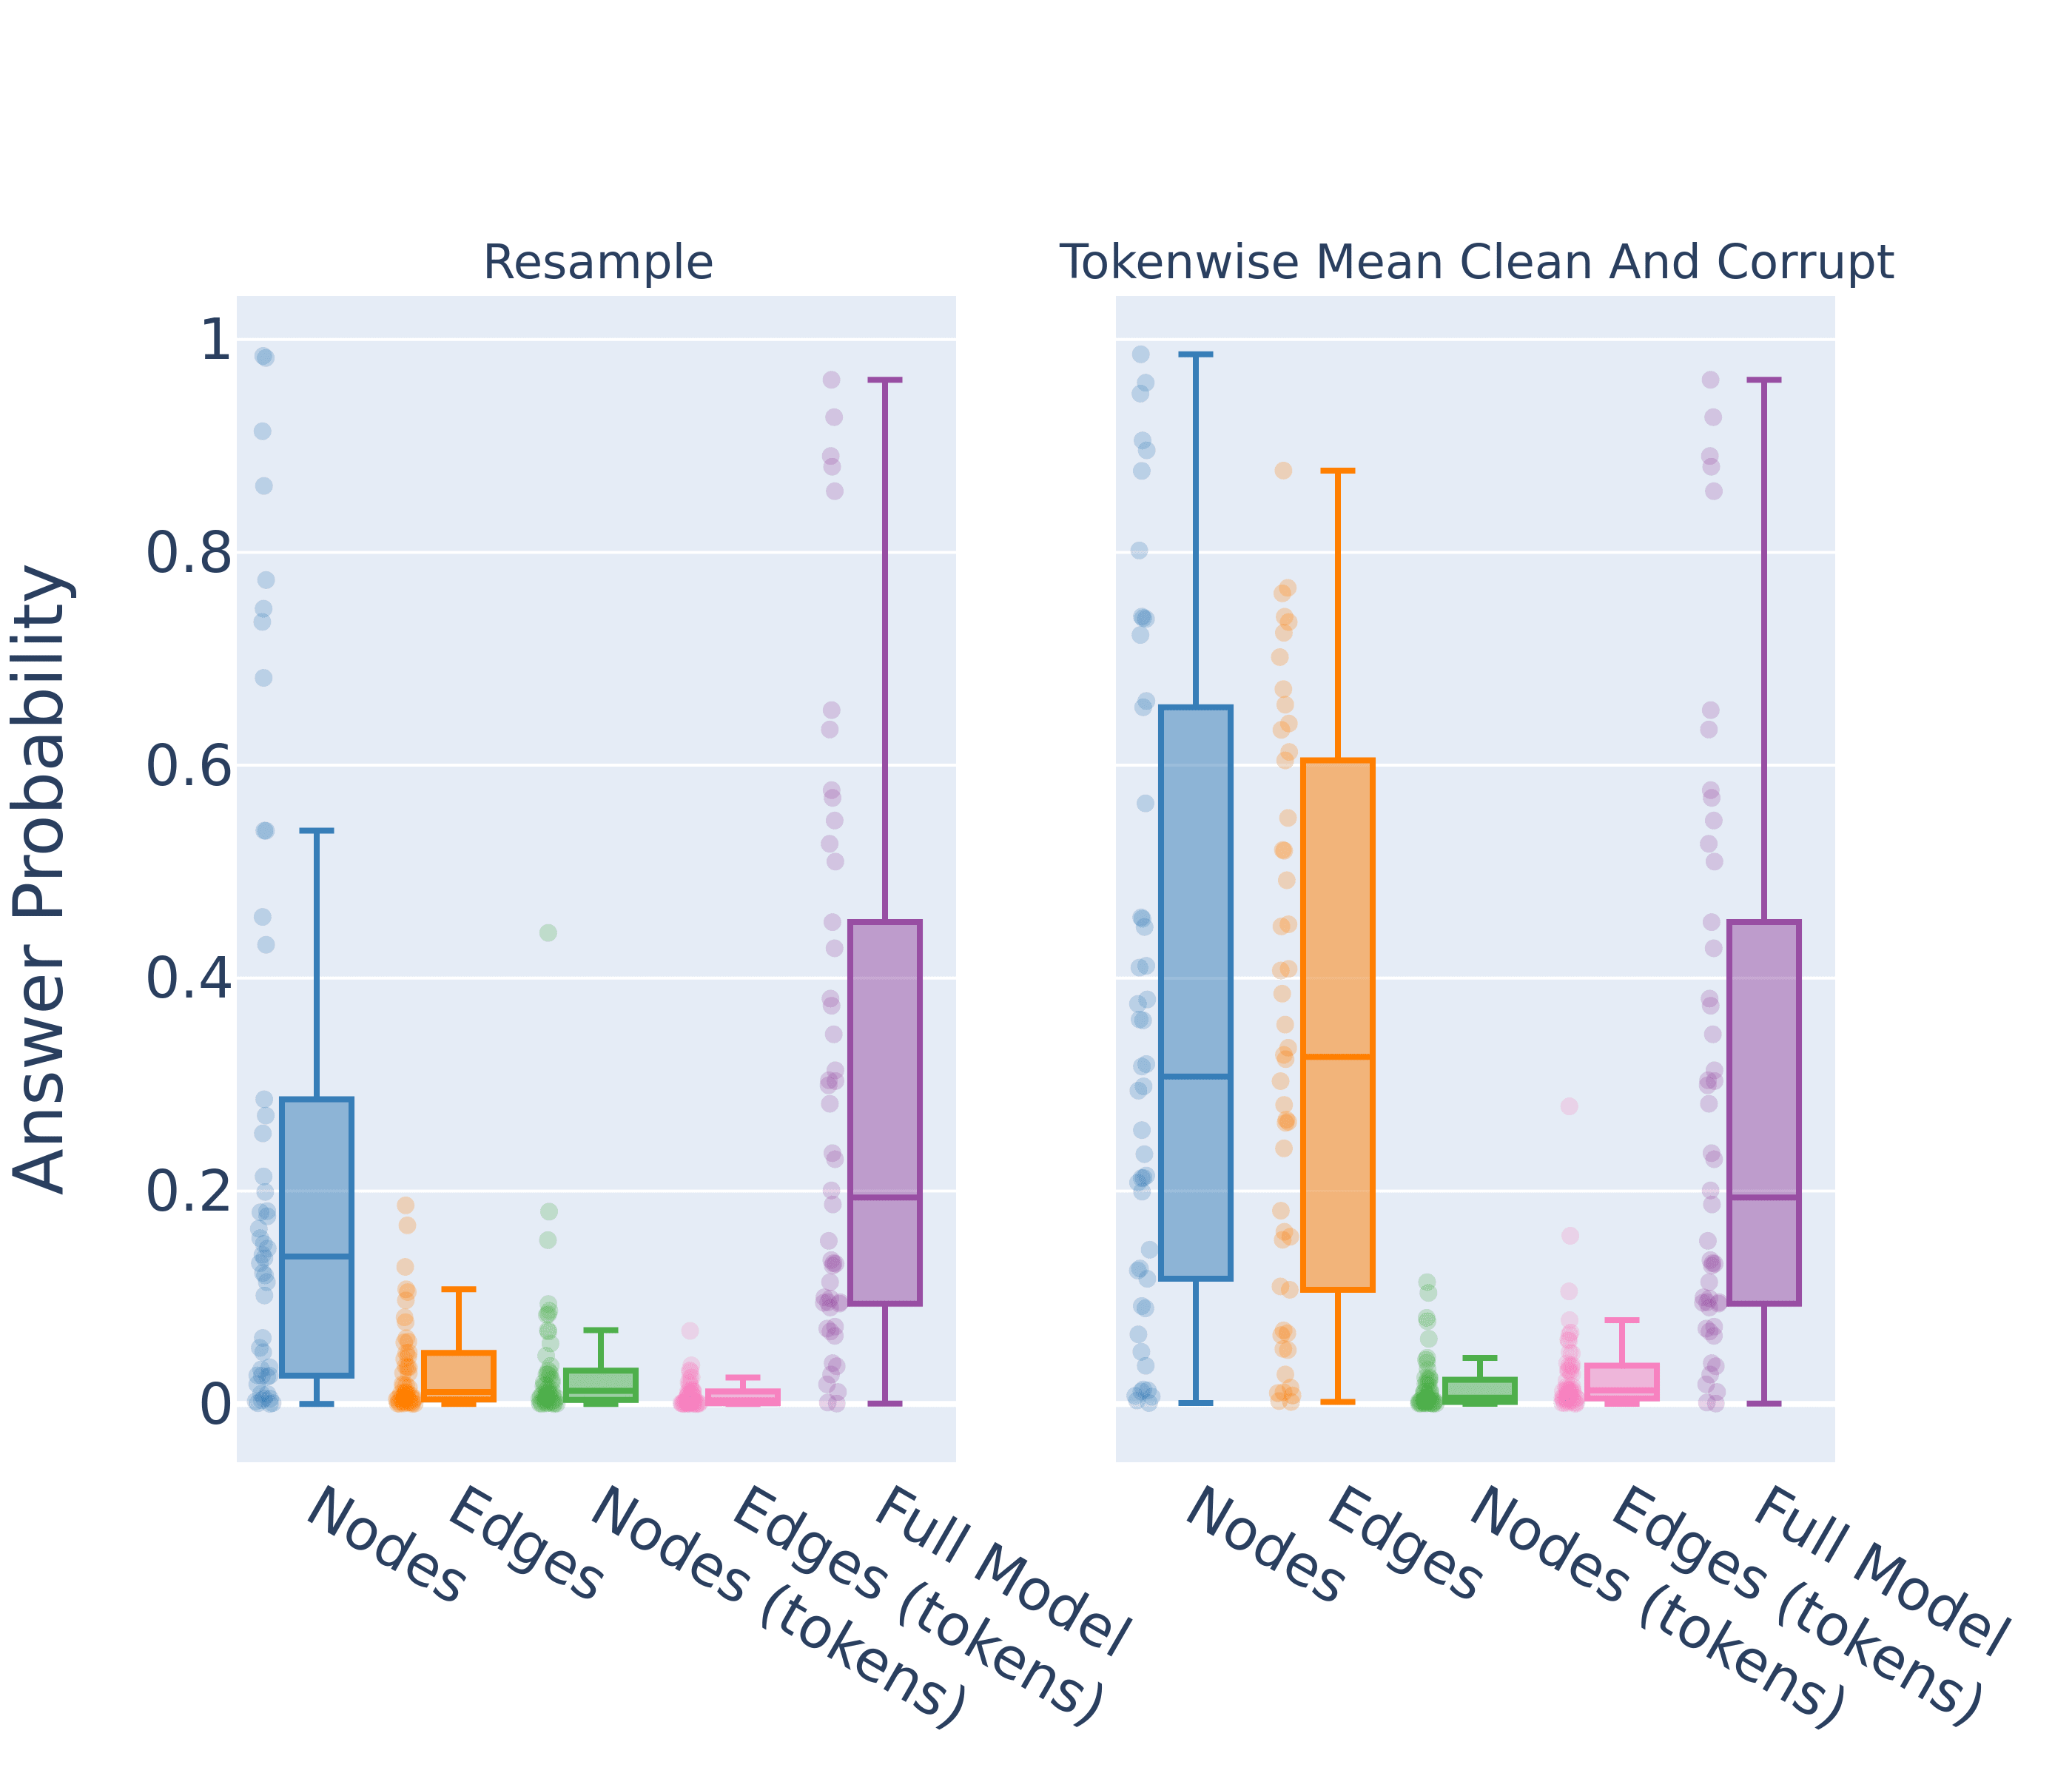 Resample
Tokenwise Mean Clean And Corrupt
Answer Probability
1
0.8
0.6
0.4
0.2
0
Nodes
Edges
Nodes (tokens)
Edges (tokens)
Full Model
Nodes
Edges
Nodes (tokens)
Edges (tokens)
Full Model